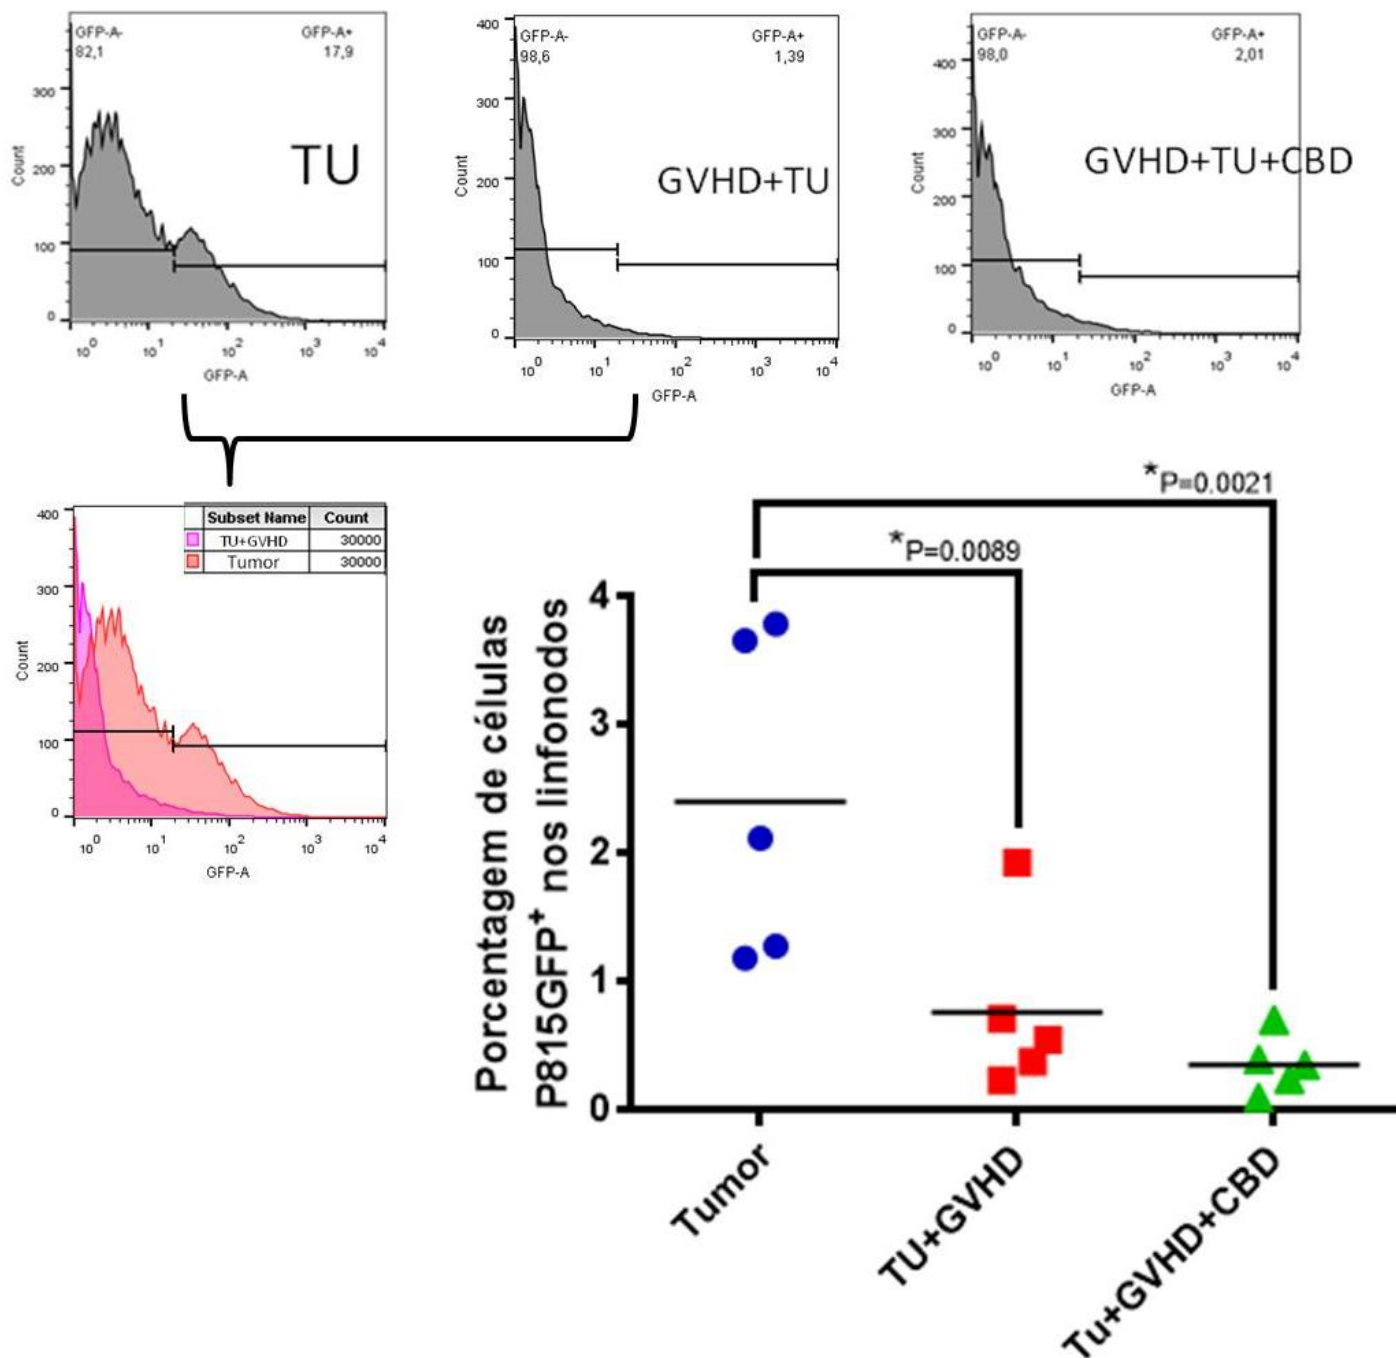 GFP-A- GFP-A+
82,1 17,9
TU
300
200
100
0
Count
10^0 10^1 10^2 10^3 10^4
GFP-A
GFP-A- GFP-A+
98,6 1,39
GVHD+TU
400
300
200
100
0
Count
10^0 10^1 10^2 10^3 10^4
GFP-A
GFP-A- GFP-A+
98,0 2,01
GVHD+TU+CBD
400
300
200
100
0
Count
10^0 10^1 10^2 10^3 10^4
GFP-A
Subset Name Count
TU+GVHD 30000
Tumor 30000
400
300
200
100
0
Count
10^0 10^1 10^2 10^3 10^4
GFP-A
*P=0.0021
*P=0.0089
Porcentagem de células
P815GFP+ nos linfonodos
4
3
2
1
0
Tumor
TU+GVHD
Tu+GVHD+CBD